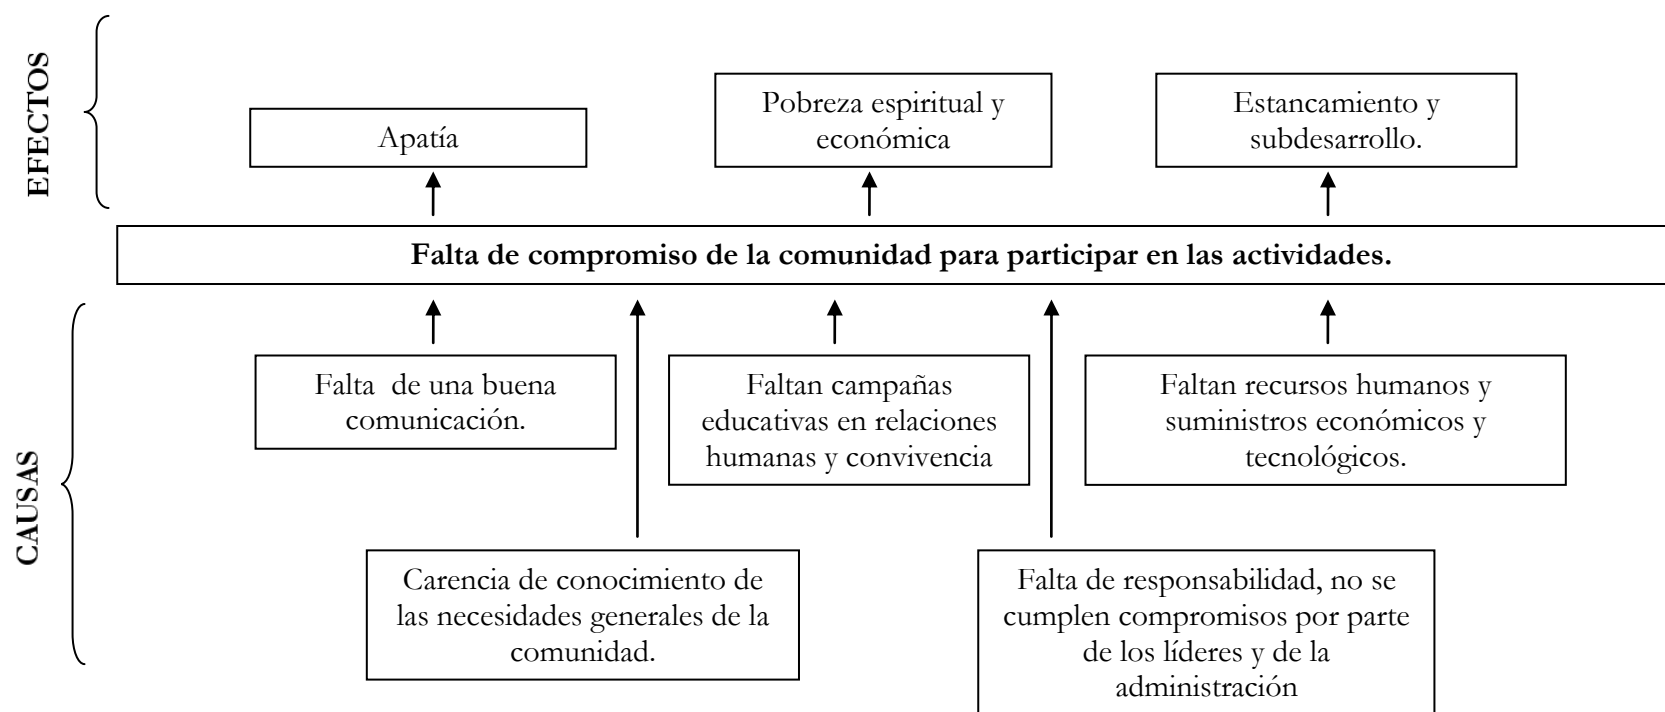 EFECTOS
Apatía
Pobreza espiritual y
económica
Estancamiento y
subdesarrollo.
Falta de compromiso de la comunidad para participar en las actividades.
CAUSAS
Falta  de una buena
comunicación.
Faltan campañas
educativas en relaciones
humanas y convivencia
Faltan recursos humanos y
suministros económicos y
tecnológicos.
Carencia de conocimiento de
las necesidades generales de la
comunidad.
Falta de responsabilidad, no se
cumplen compromisos por parte
de los líderes y de la
administración